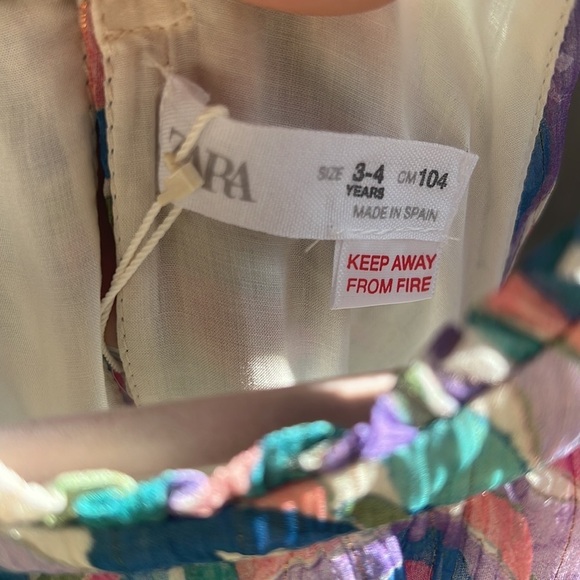 ZARA
SIZE 3-4 CM 104
YEARS
MADE IN SPAIN
KEEP AWAY
FROM FIRE